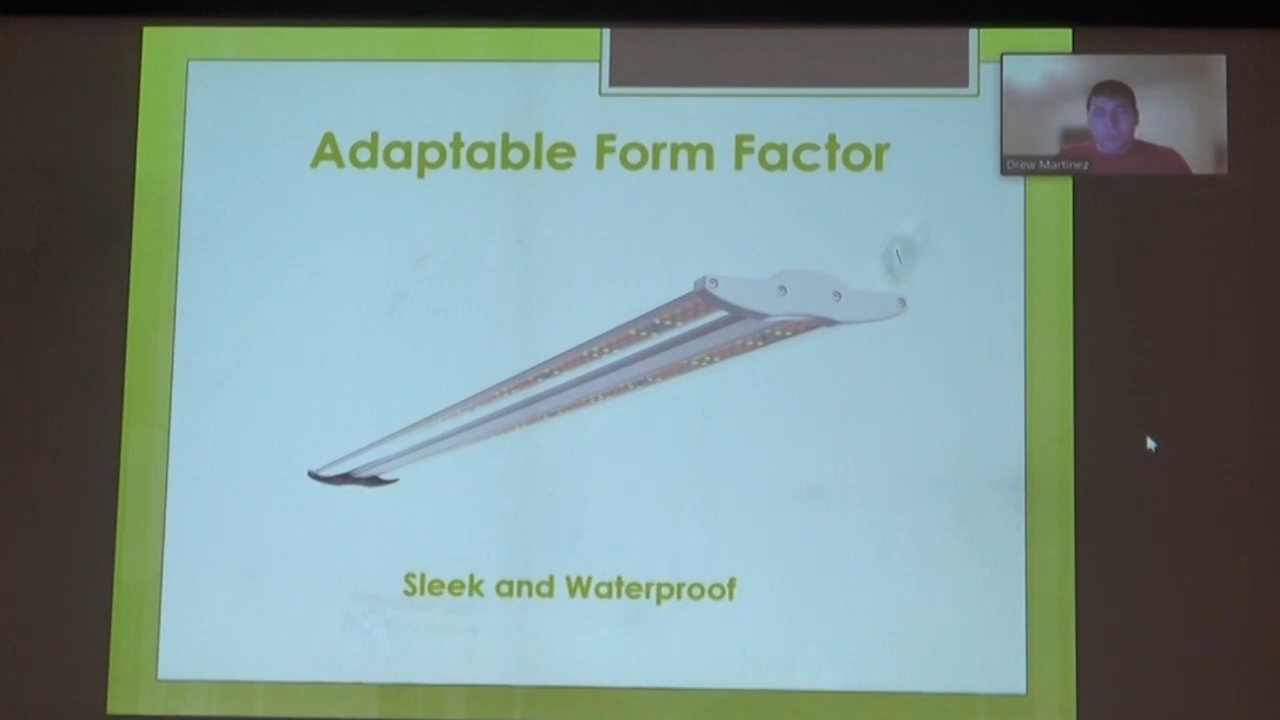 Adaptable Form Factor
Drew Martinez
Sleek and Waterproof